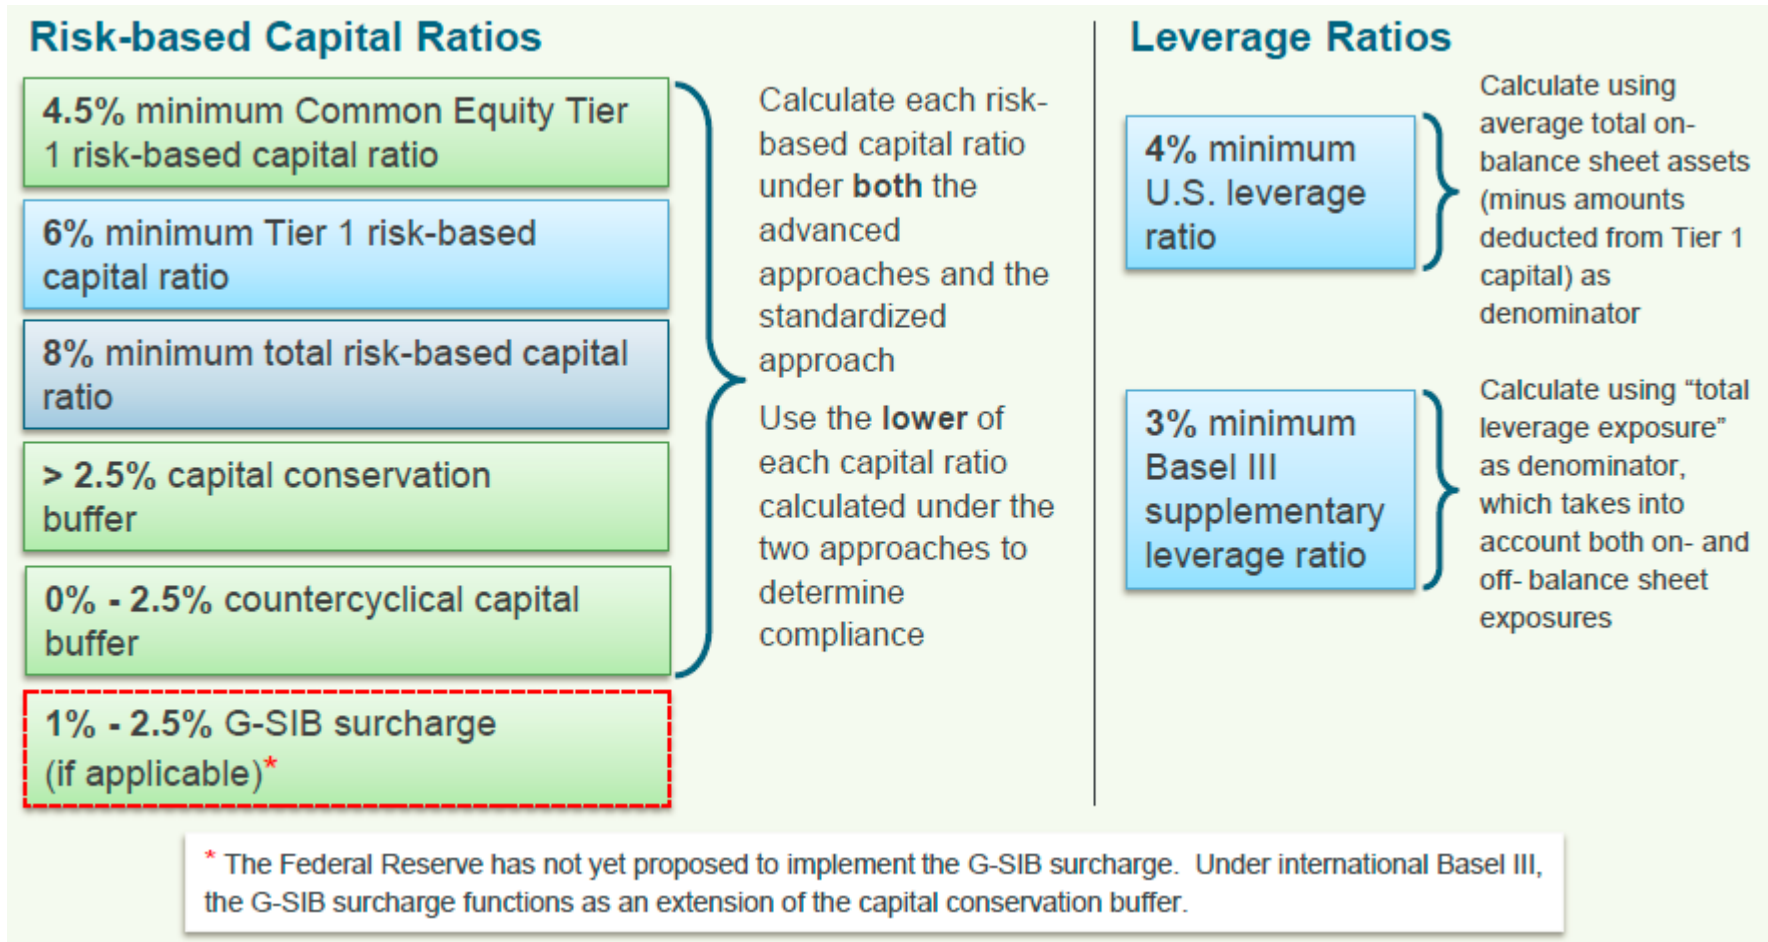 Risk-based Capital Ratios
4.5% minimum Common Equity Tier
1 risk-based capital ratio
6% minimum Tier 1 risk-based
capital ratio
8% minimum total risk-based capital
ratio
> 2.5% capital conservation
buffer
0% - 2.5% countercyclical capital
buffer
1% - 2.5% G-SIB surcharge
(if applicable)*
Calculate each risk-
based capital ratio
under both the
advanced
approaches and the
standardized
approach
Use the lower of
each capital ratio
calculated under the
two approaches to
determine
compliance
Leverage Ratios
4% minimum
U.S. leverage
ratio
Calculate using
average total on-
balance sheet assets
(minus amounts
deducted from Tier 1
capital) as
denominator
3% minimum
Basel III
supplementary
leverage ratio
Calculate using “total
leverage exposure”
as denominator,
which takes into
account both on- and
off- balance sheet
exposures
* The Federal Reserve has not yet proposed to implement the G-SIB surcharge.  Under international Basel III,
the G-SIB surcharge functions as an extension of the capital conservation buffer.